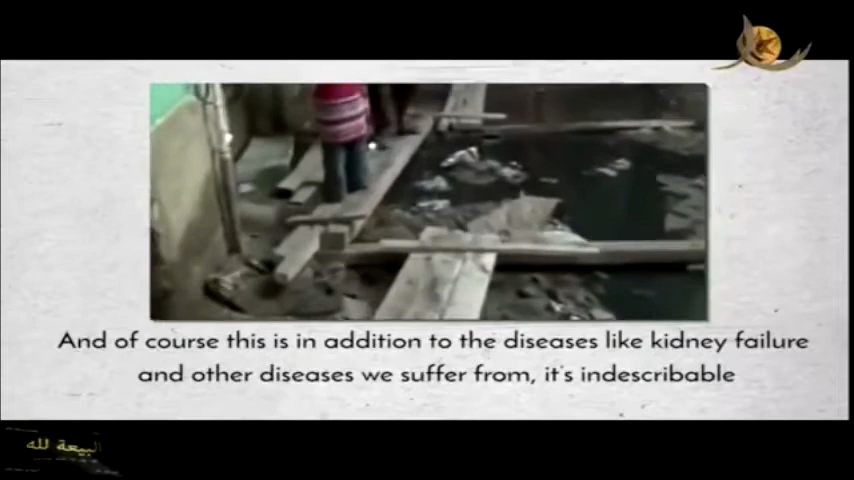 And of course this is in addition to the diseases like kidney failure
and other diseases we suffer from, it's indescribable
البيعة لله